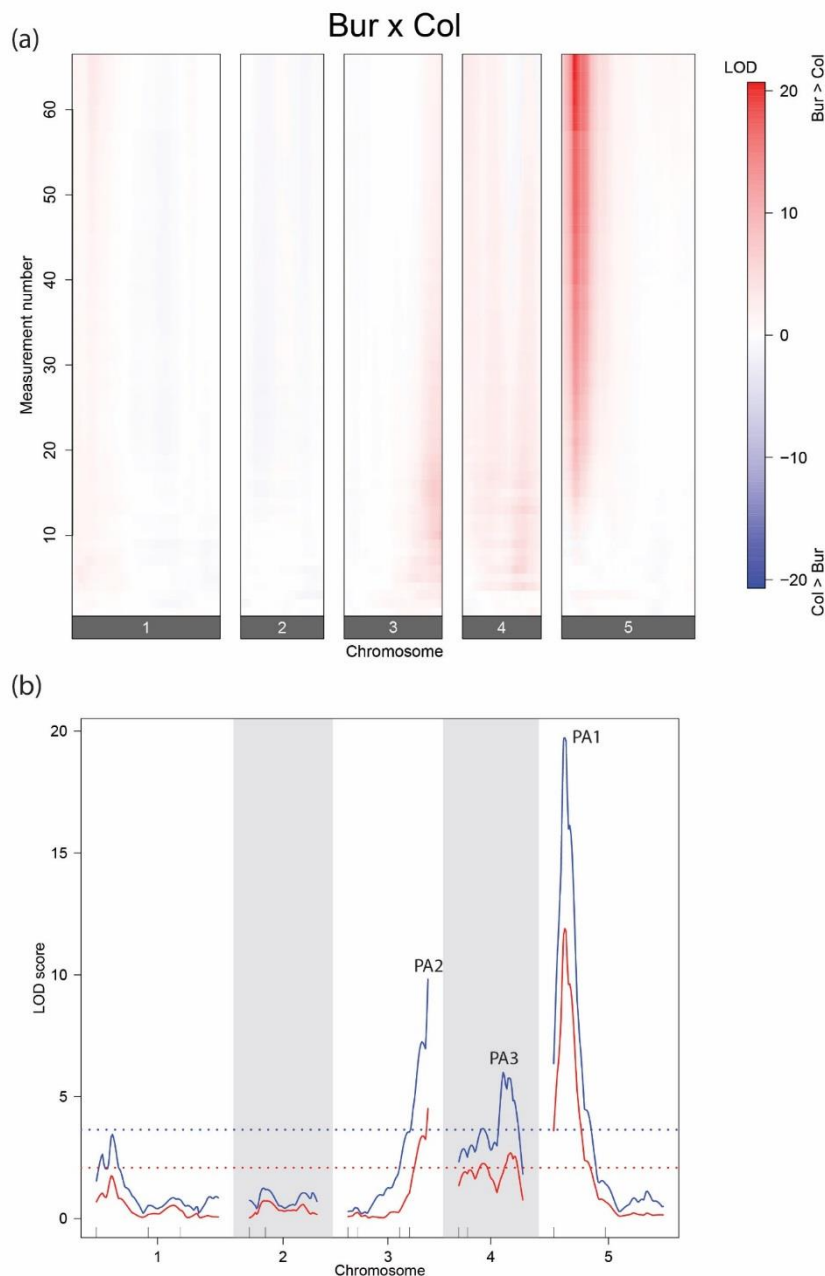 (a)
Bur x Col
LOD
Bur > Col
Col > Bur
20
10
0
−10
−20
Measurement number
60
50
40
30
20
10
1
2
3
4
5
Chromosome
(b)
LOD score
20
15
10
5
0
PA1
PA2
PA3
1
2
3
4
5
Chromosome